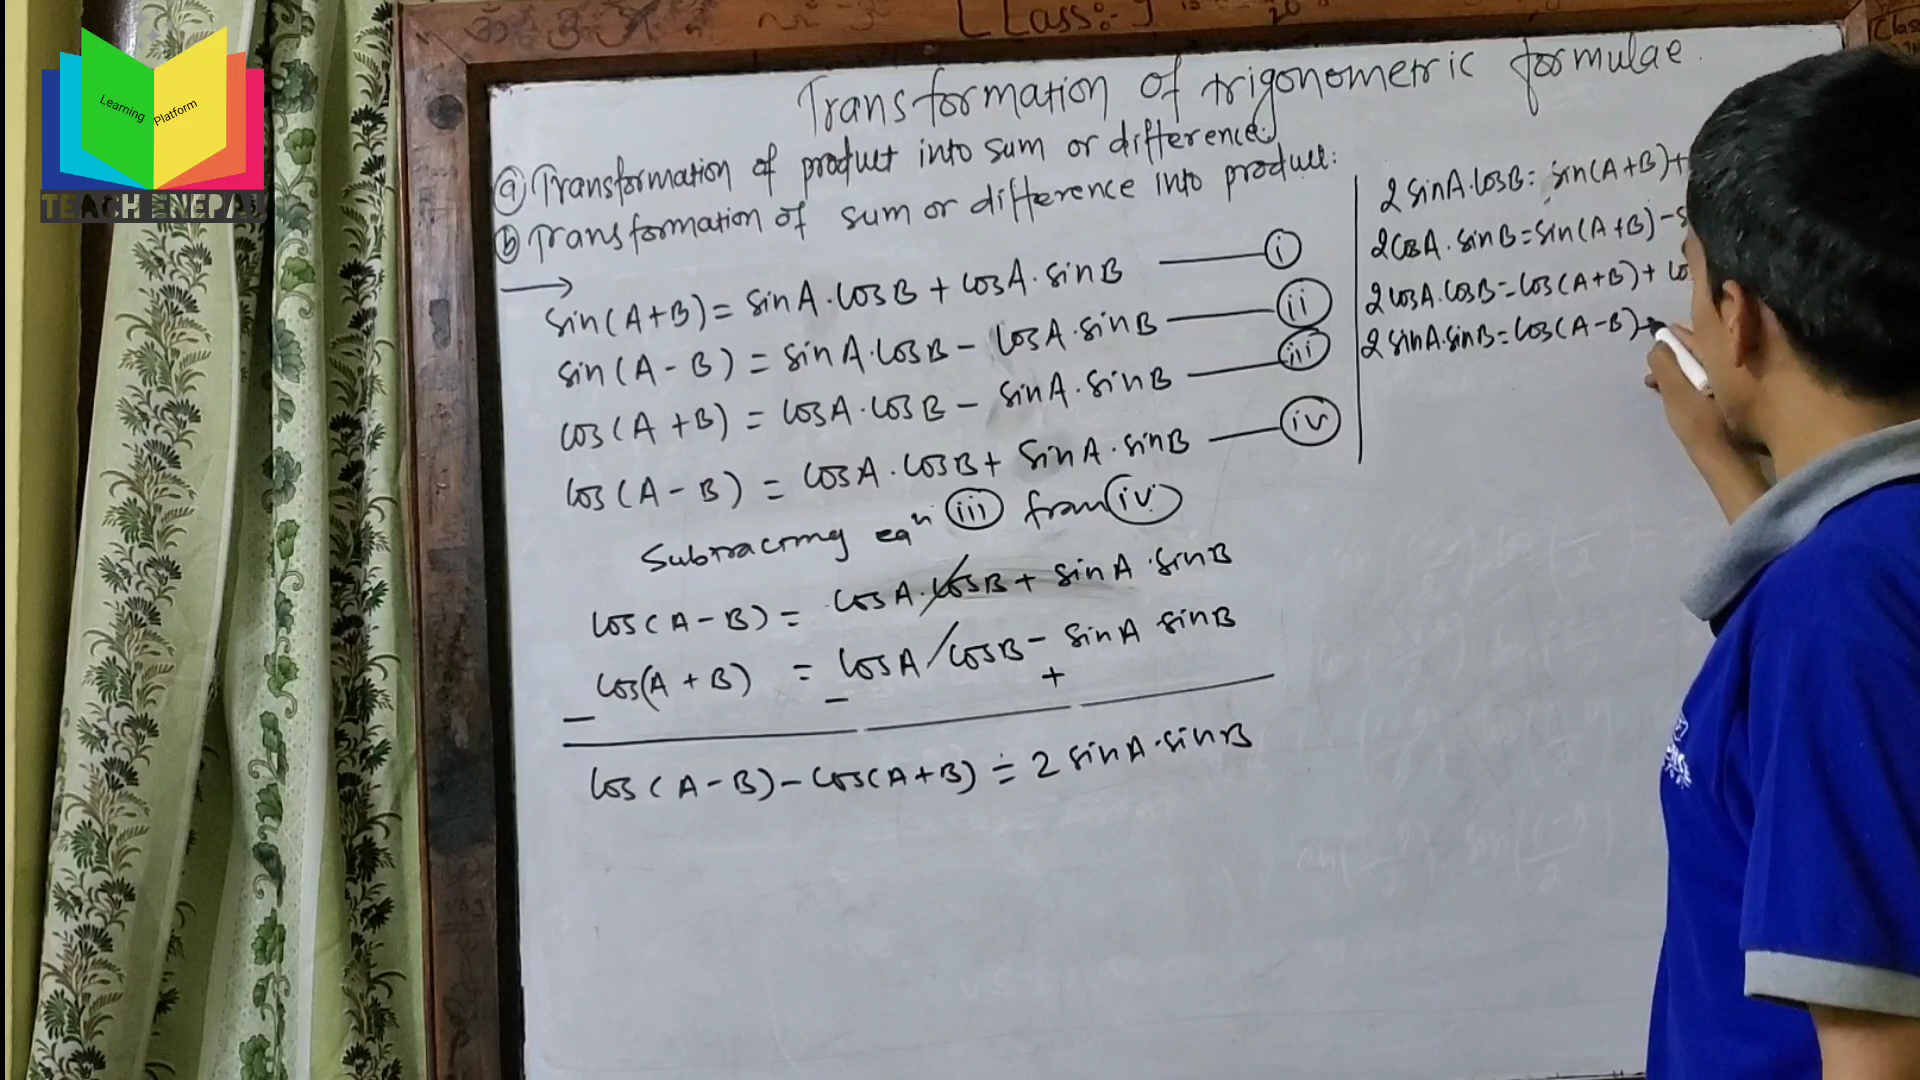 Learning Platform
TEACH ENEPAL
[Class:-]
Transformation of trigonometric formulae.
ⓐ Transformation of product into sum or difference.
ⓑ Transformation of sum or difference into product:
→
sin(A+B) = sinA.cosB + cosA.sinB — (i)
sin(A-B) = sinA.cosB - cosA.sinB — (ii)
cos(A+B) = cosA.cosB - sinA.sinB — (iii)
cos(A-B) = cosA.cosB + sinA.sinB — (iv)
Subtracting eqⁿ (iii) from (iv)
cos(A-B) = cosA.cosB + sinA.sinB
cos(A+B) = cosA cosB - sinA sinB
- - +
cos(A-B) - cos(A+B) = 2 sinA.sinB
2 sinA.cosB = sin(A+B) +
2cosA.sinB = sin(A+B) - s
2cosA.cosB = cos(A+B) + co
2 sinA.sinB = cos(A-B) -